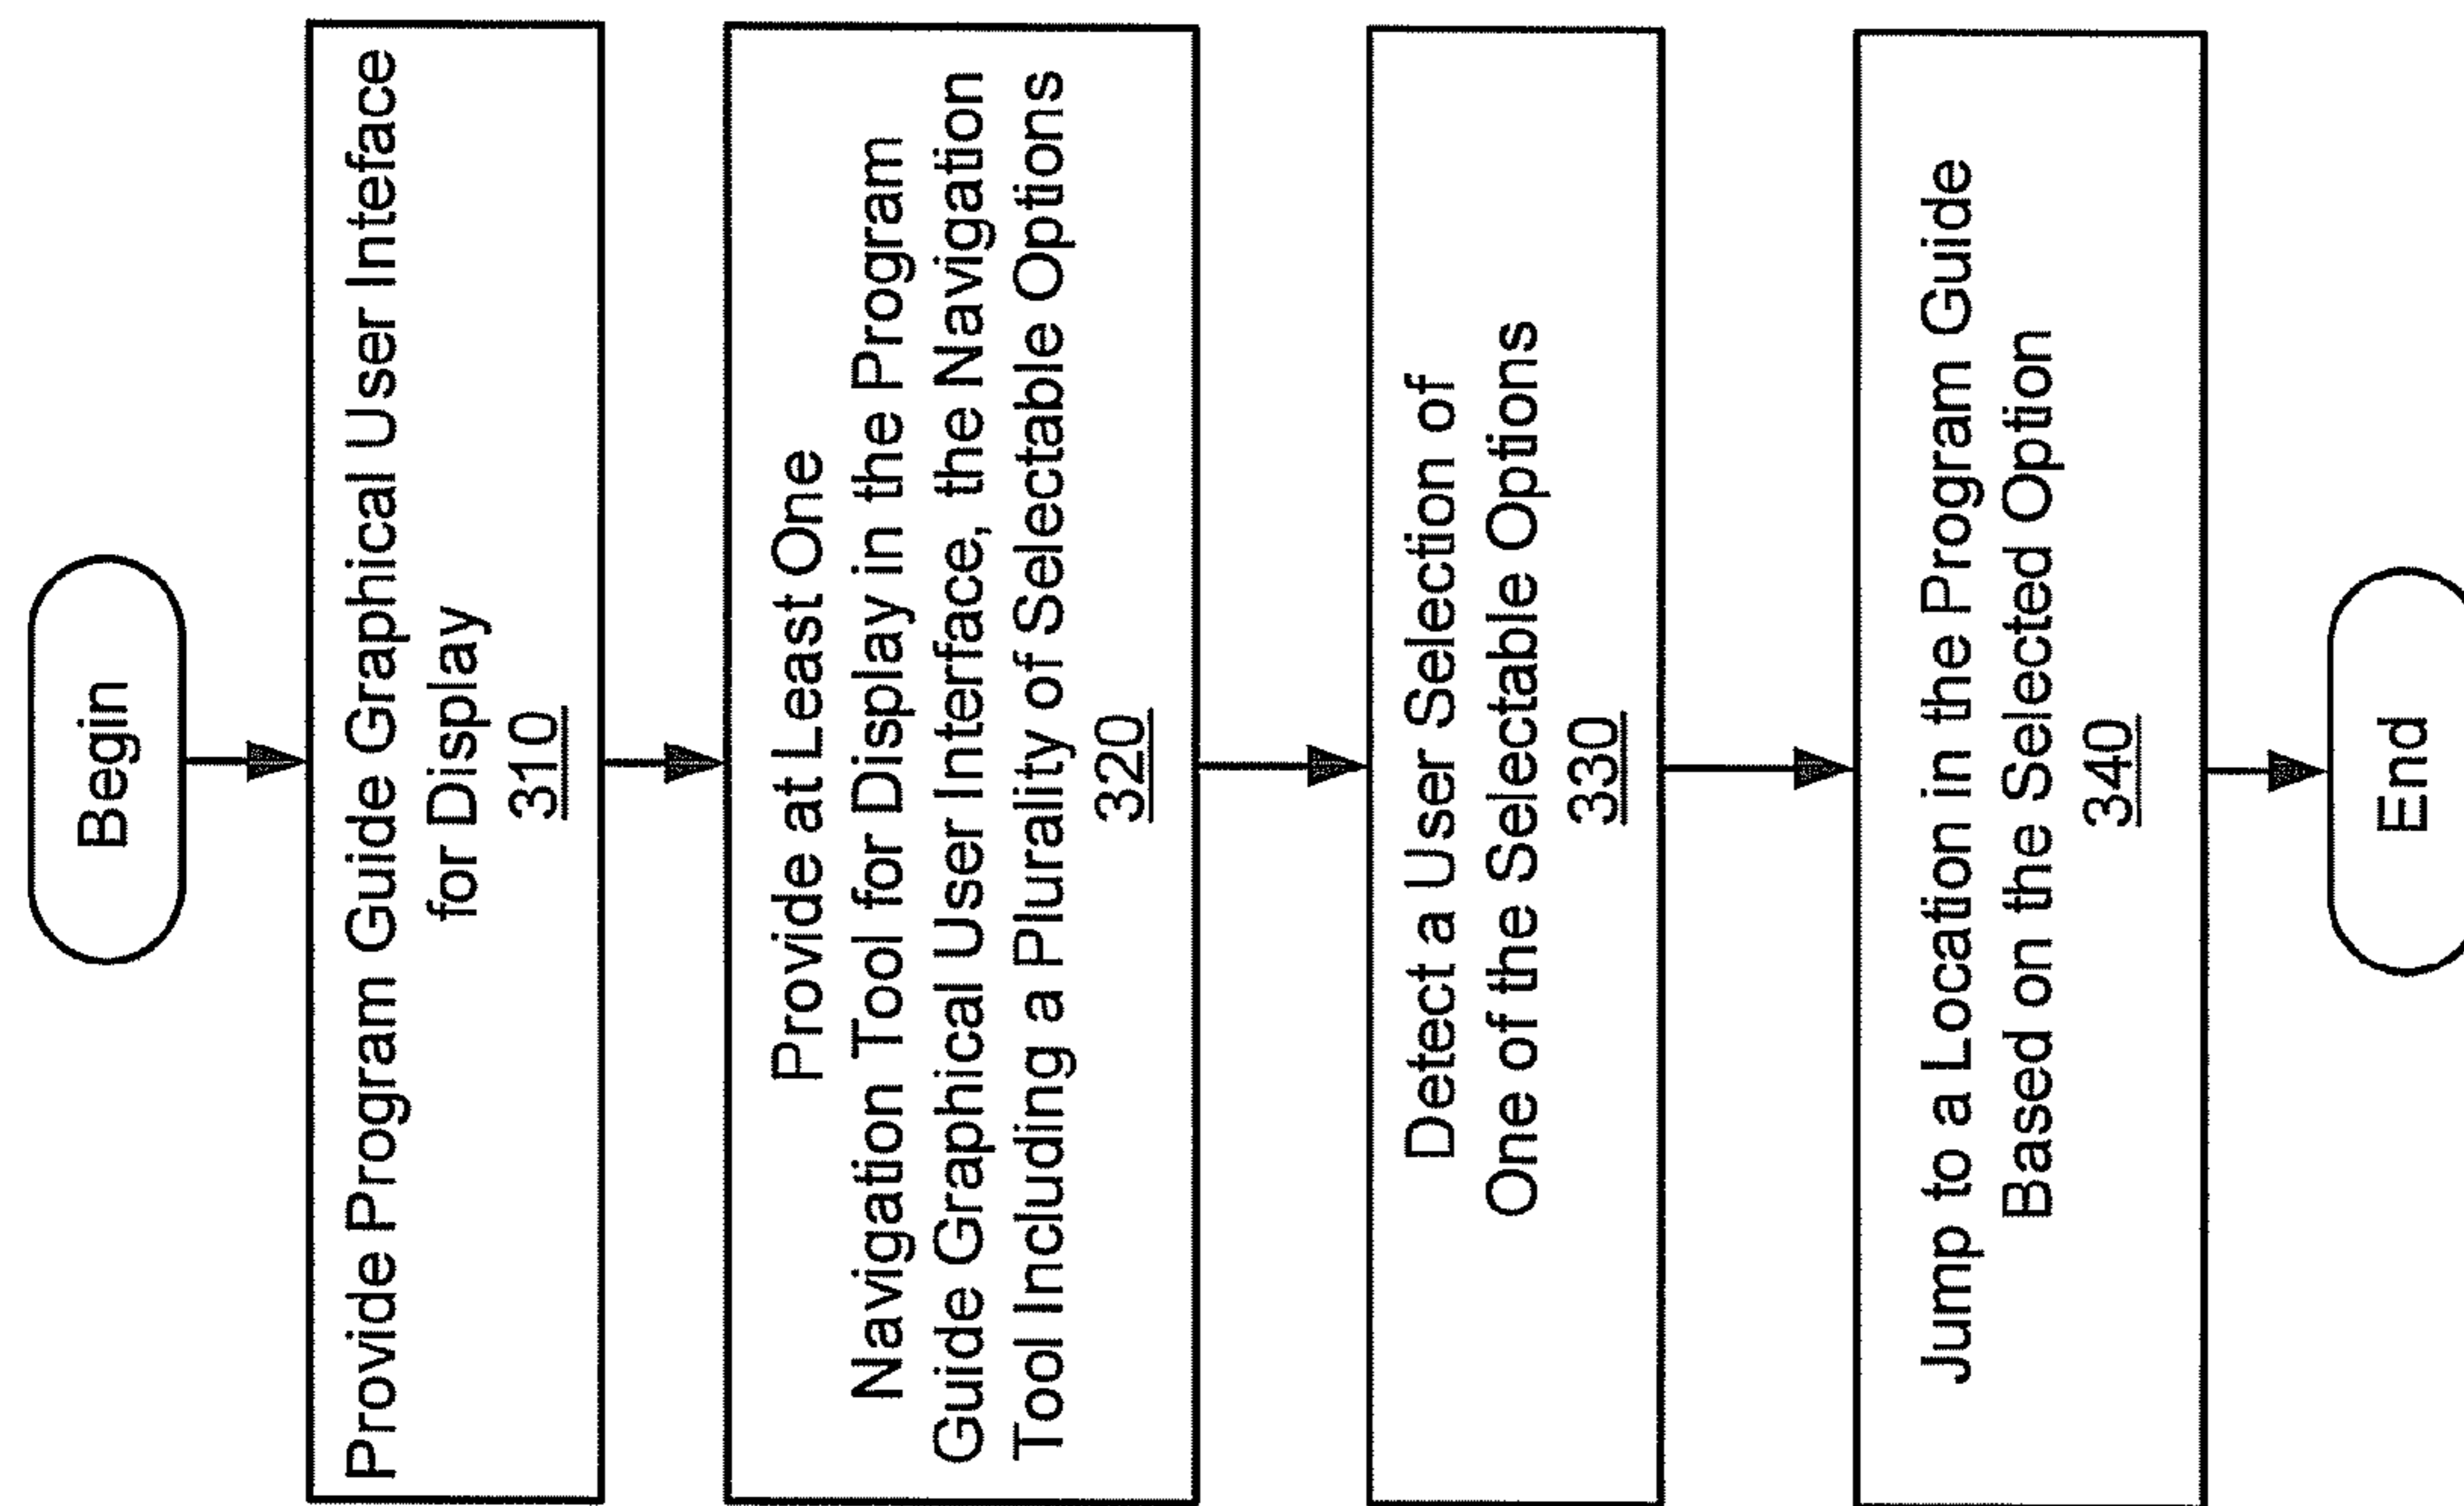 Begin
Provide Program Guide Graphical User Inteface
for Display
310
Provide at Least One
Navigation Tool for Display in the Program
Guide Graphical User Interface, the Navigation
Tool Including a Plurality of Selectable Options
320
Detect a User Selection of
One of the Selectable Options
330
Jump to a Location in the Program Guide
Based on the Selected Option
340
End